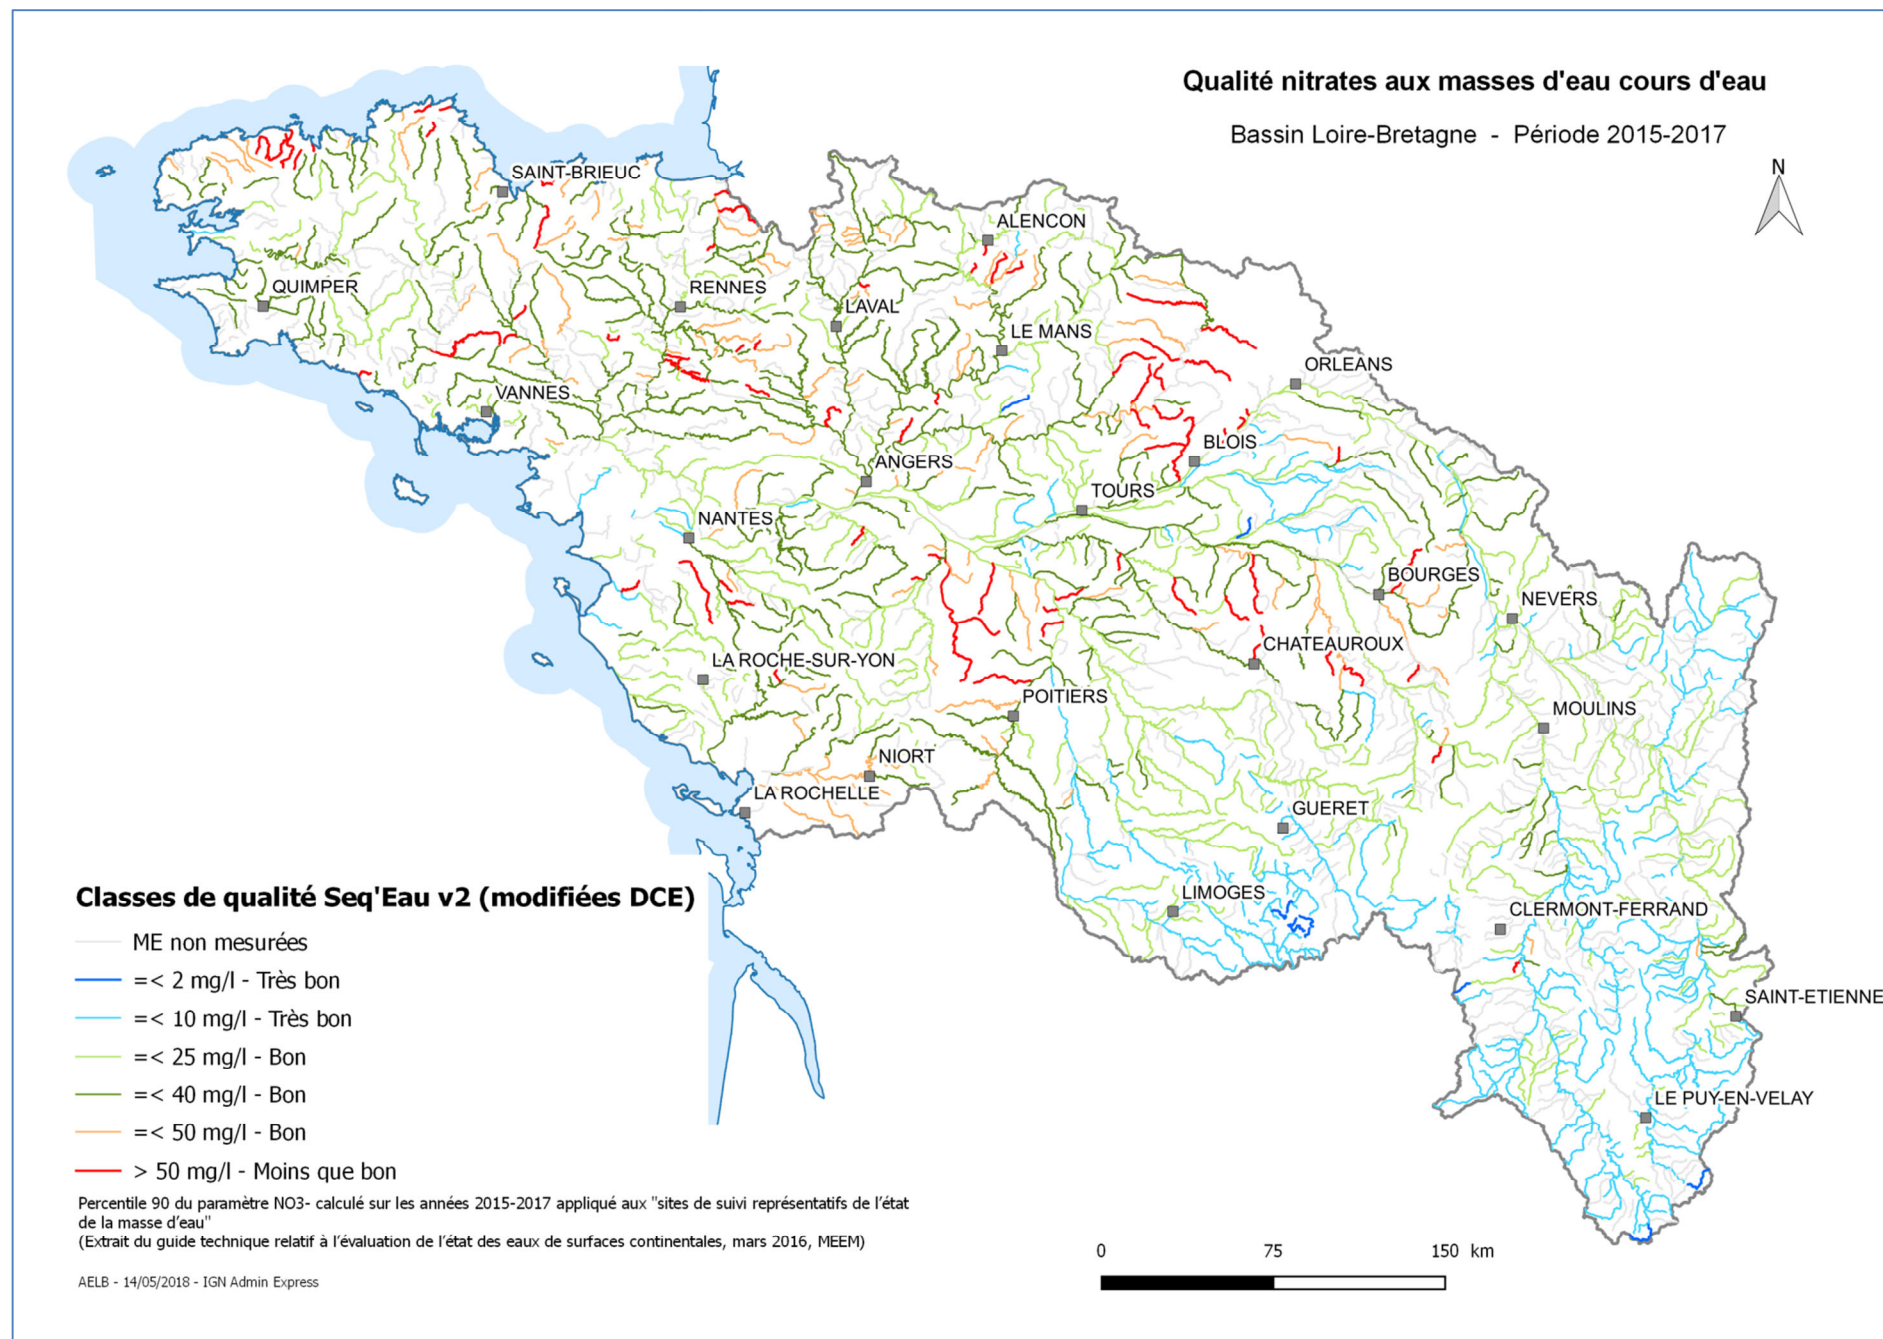 Qualité nitrates aux masses d'eau cours d'eau
Bassin Loire-Bretagne - Période 2015-2017
N
SAINT-BRIEUC
ALENCON
QUIMPER
RENNES
LAVAL
LE MANS
ORLEANS
VANNES
BLOIS
ANGERS
TOURS
NANTES
BOURGES
NEVERS
CHATEAUROUX
LA ROCHE-SUR-YON
POITIERS
MOULINS
NIORT
LA ROCHELLE
GUERET
LIMOGES
CLERMONT-FERRAND
SAINT-ETIENNE
LE PUY-EN-VELAY
Classes de qualité Seq'Eau v2 (modifiées DCE)
ME non mesurées
=< 2 mg/l - Très bon
=< 10 mg/l - Très bon
=< 25 mg/l - Bon
=< 40 mg/l - Bon
=< 50 mg/l - Bon
> 50 mg/l - Moins que bon
Percentile 90 du paramètre NO3- calculé sur les années 2015-2017 appliqué aux "sites de suivi représentatifs de l'état
de la masse d'eau"
(Extrait du guide technique relatif à l'évaluation de l'état des eaux de surfaces continentales, mars 2016, MEEM)
AELB - 14/05/2018 - IGN Admin Express
0 75 150 km